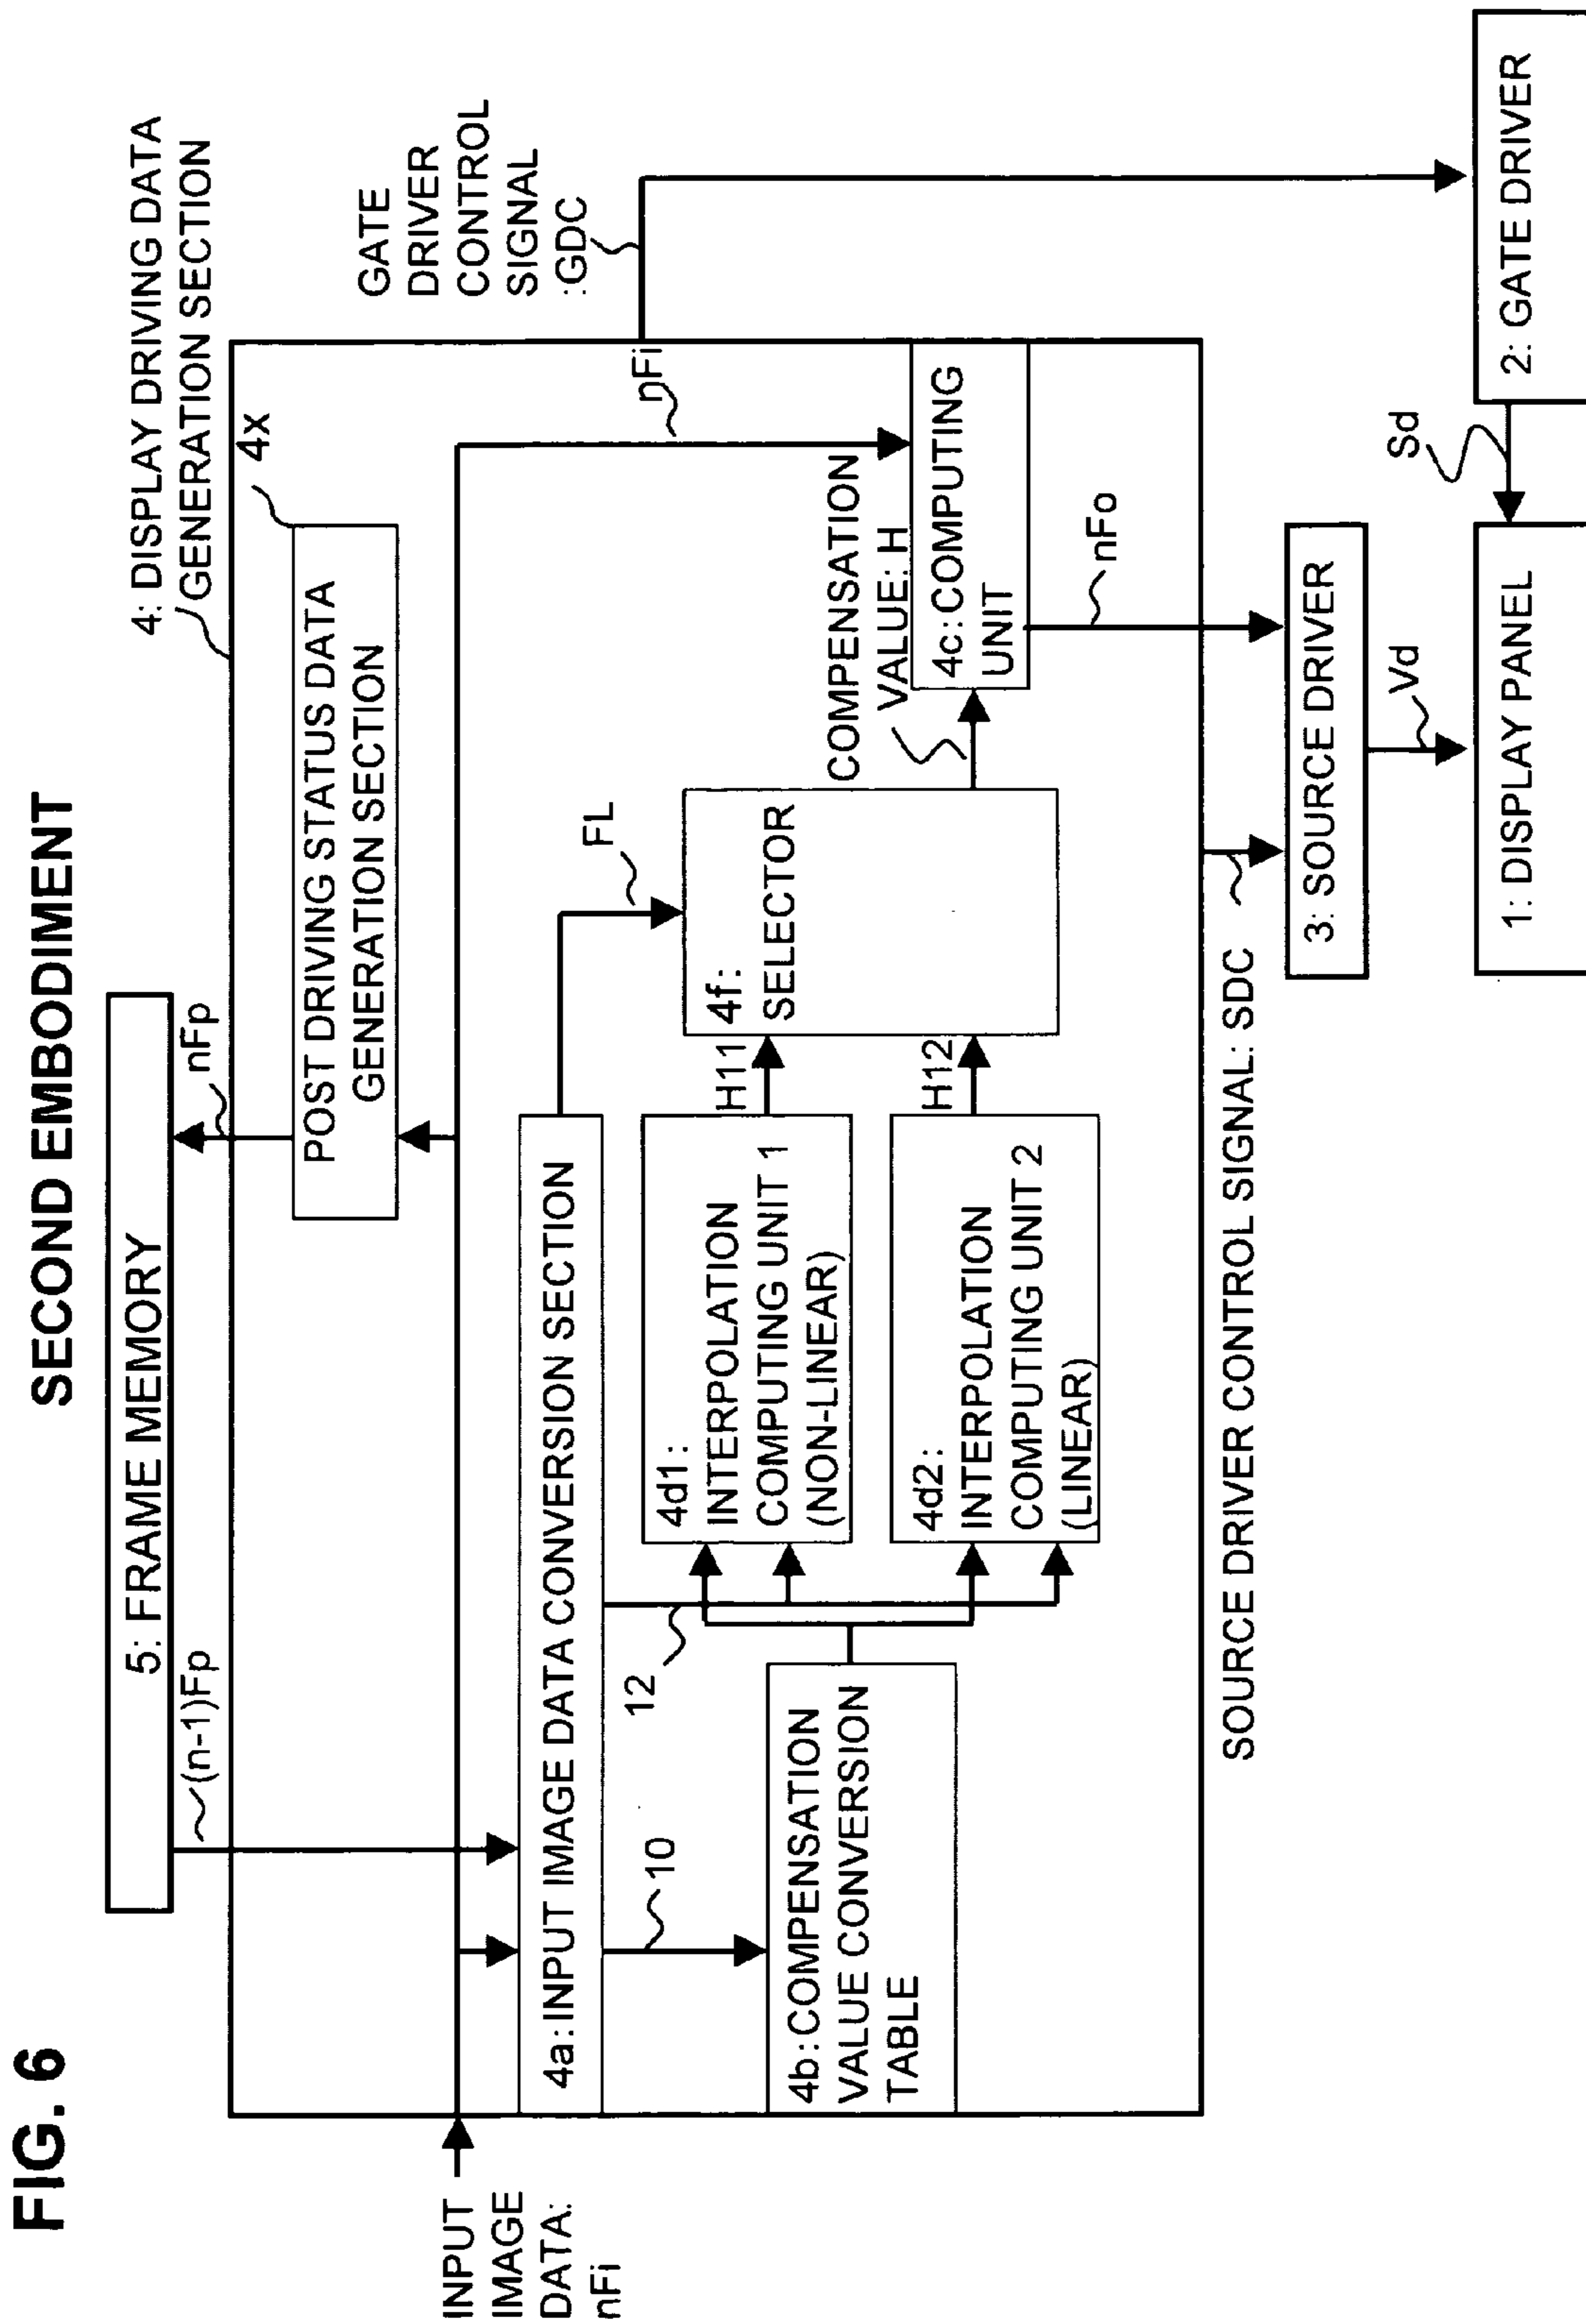 FIG. 6
SECOND EMBODIMENT
5: FRAME MEMORY
(n-1)Fp
nFp
4: DISPLAY DRIVING DATA
GENERATION SECTION
4x
POST DRIVING STATUS DATA
GENERATION SECTION
GATE
DRIVER
CONTROL
SIGNAL
:GDC
INPUT
IMAGE
DATA:
nFi
nFi
4a:INPUT IMAGE DATA CONVERSION SECTION
FL
10
12
4b:COMPENSATION
VALUE CONVERSION
TABLE
4d1:
INTERPOLATION
COMPUTING UNIT 1
(NON-LINEAR)
H11
4d2:
INTERPOLATION
COMPUTING UNIT 2
(LINEAR)
H12
4f:
SELECTOR
COMPENSATION
VALUE: H
4c:COMPUTING
UNIT
nFo
SOURCE DRIVER CONTROL SIGNAL: SDC
3: SOURCE DRIVER
Vd
Sd
1: DISPLAY PANEL
2: GATE DRIVER